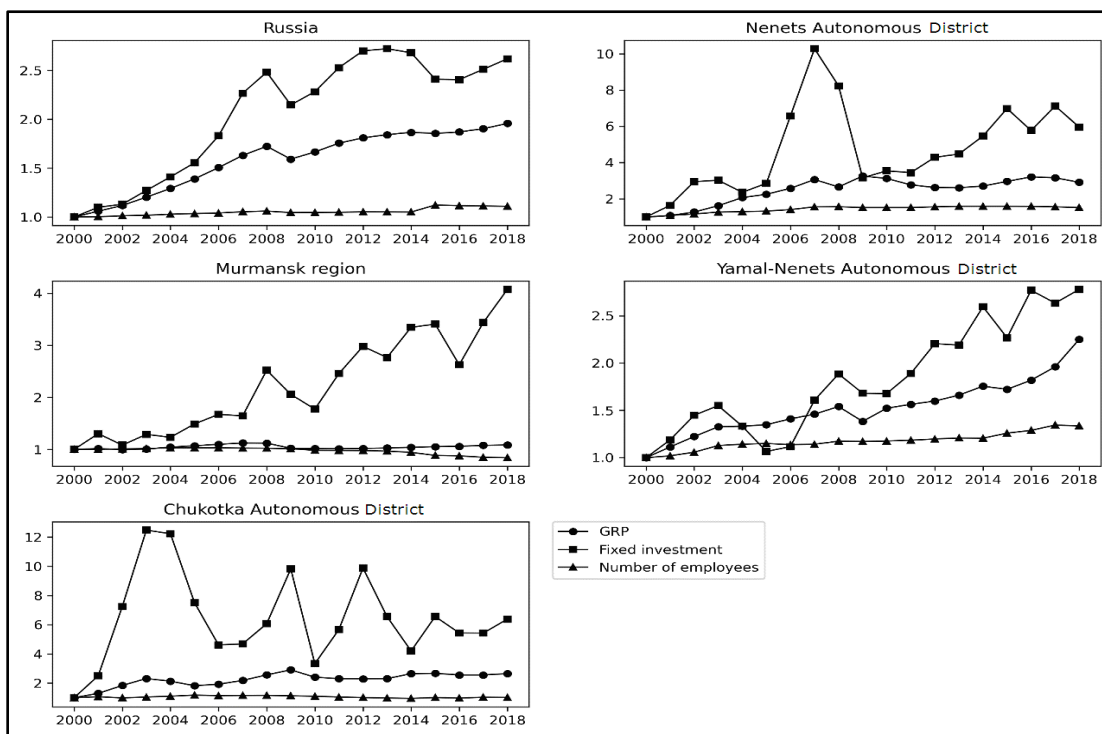 Russia
2.5
2.0
1.5
1.0
2000 2002 2004 2006 2008 2010 2012 2014 2016 2018
Nenets Autonomous District
10
8
6
4
2
2000 2002 2004 2006 2008 2010 2012 2014 2016 2018
Murmansk region
4
3
2
1
2000 2002 2004 2006 2008 2010 2012 2014 2016 2018
Yamal-Nenets Autonomous District
2.5
2.0
1.5
1.0
2000 2002 2004 2006 2008 2010 2012 2014 2016 2018
Chukotka Autonomous District
12
10
8
6
4
2
2000 2002 2004 2006 2008 2010 2012 2014 2016 2018
GRP
Fixed investment
Number of employees